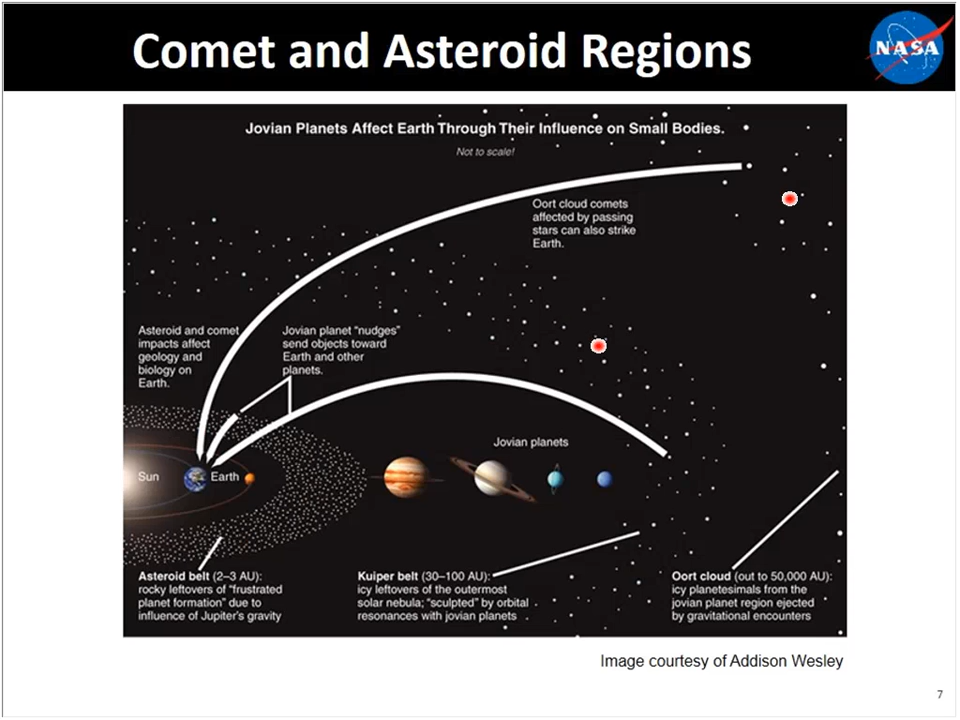 Comet and Asteroid Regions
NASA
Jovian Planets Affect Earth Through Their Influence on Small Bodies.
Not to scale!
Oort cloud comets
affected by passing
stars can also strike
Earth.
Asteroid and comet
impacts affect
geology and
biology on
Earth.
Jovian planet “nudges”
send objects toward
Earth and other
planets.
Jovian planets
Sun
Earth
Asteroid belt (2–3 AU):
rocky leftovers of “frustrated
planet formation” due to
influence of Jupiter's gravity
Kuiper belt (30–100 AU):
icy leftovers of the outermost
solar nebula; “sculpted” by orbital
resonances with jovian planets
Oort cloud (out to 50,000 AU):
icy planetesimals from the
jovian planet region ejected
by gravitational encounters
Image courtesy of Addison Wesley
7